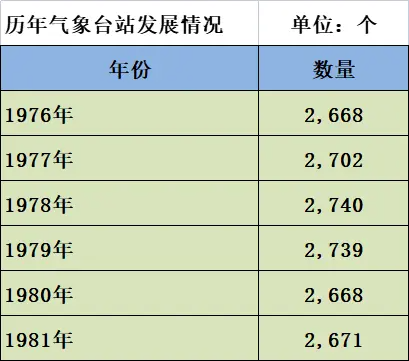 历年气象台站发展情况 单位：个
年份 数量
1976年 2,668
1977年 2,702
1978年 2,740
1979年 2,739
1980年 2,668
1981年 2,671